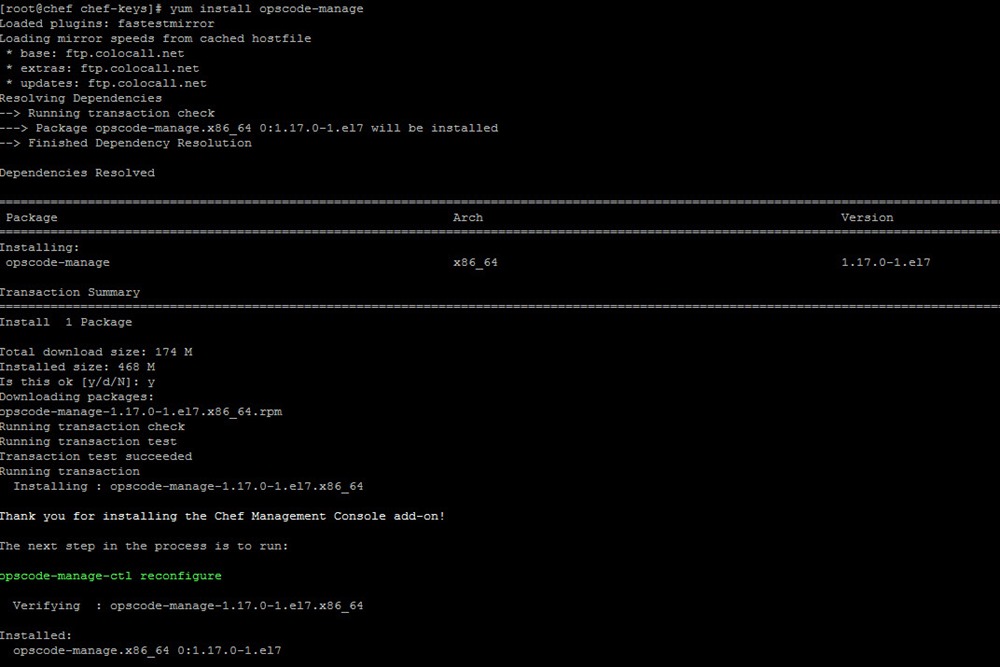 [root@chef chef-keys]# yum install opscode-manage
Loaded plugins: fastestmirror
Loading mirror speeds from cached hostfile
 * base: ftp.colocall.net
 * extras: ftp.colocall.net
 * updates: ftp.colocall.net
Resolving Dependencies
--> Running transaction check
---> Package opscode-manage.x86_64 0:1.17.0-1.el7 will be installed
--> Finished Dependency Resolution
Dependencies Resolved
Package Arch Version
Installing:
opscode-manage x86_64 1.17.0-1.el7
Transaction Summary
Install  1 Package
Total download size: 174 M
Installed size: 468 M
Is this ok [y/d/N]: y
Downloading packages:
opscode-manage-1.17.0-1.el7.x86_64.rpm
Running transaction check
Running transaction test
Transaction test succeeded
Running transaction
  Installing : opscode-manage-1.17.0-1.el7.x86_64
Thank you for installing the Chef Management Console add-on!
The next step in the process is to run:
opscode-manage-ctl reconfigure
  Verifying  : opscode-manage-1.17.0-1.el7.x86_64
Installed:
  opscode-manage.x86_64 0:1.17.0-1.el7